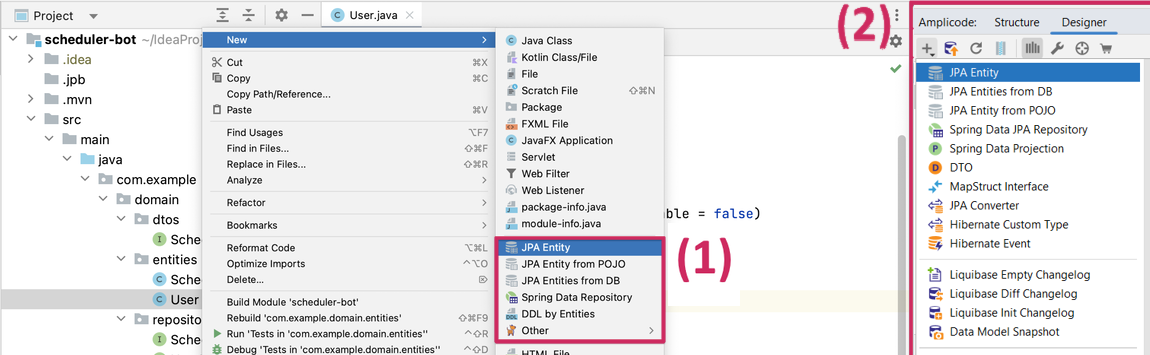 Project
scheduler-bot ~/IdeaProj
.idea
.jpb
.mvn
src
main
java
com.example
domain
dtos
Sched
entities
Sche
User
reposito
Sche
New
Cut ⌘X
Copy ⌘C
Copy Path/Reference...
Paste ⌘V
Find Usages ⌥F7
Find in Files... ⇧⌘F
Replace in Files... ⇧⌘R
Analyze
Refactor
Bookmarks
Reformat Code ⌥⌘L
Optimize Imports ⌃⌥O
Delete... ⌦
Build Module 'scheduler-bot'
Rebuild 'com.example.domain.entities' ⇧⌘F9
Run 'Tests in 'com.example.domain.entities'' ⌃⇧R
Debug 'Tests in 'com.example.domain.entities'' ⌃⇧D
User.java
Java Class
Kotlin Class/File
File
Scratch File ⇧⌘N
Package
FXML File
JavaFX Application
Servlet
Web Filter
Web Listener
package-info.java
module-info.java
JPA Entity
JPA Entity from POJO
JPA Entities from DB
Spring Data Repository
DDL by Entities
Other
HTML File
able = false)
(1)
(2)
Amplicode: Structure Designer
JPA Entity
JPA Entities from DB
JPA Entity from POJO
Spring Data JPA Repository
Spring Data Projection
DTO
MapStruct Interface
JPA Converter
Hibernate Custom Type
Hibernate Event
Liquibase Empty Changelog
Liquibase Diff Changelog
Liquibase Init Changelog
Data Model Snapshot